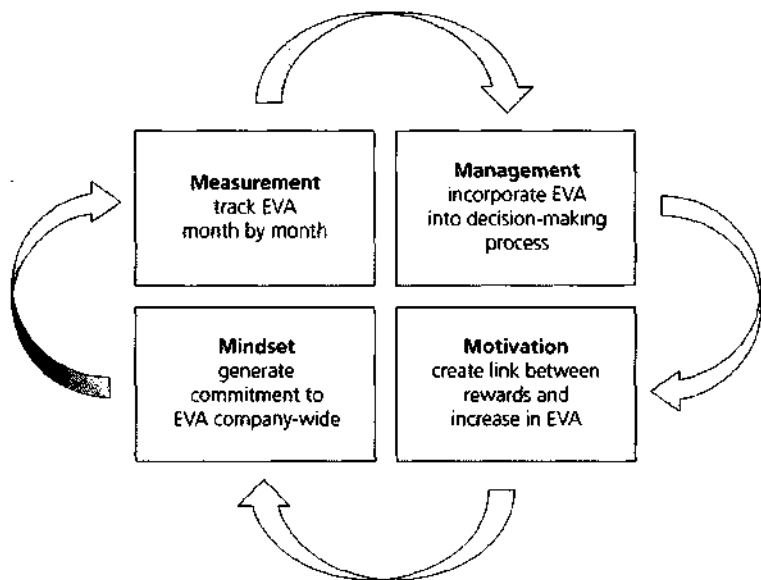 Measurement
track EVA
month by month
Management
incorporate EVA
into decision-making
process
Mindset
generate
commitment to
EVA company-wide
Motivation
create link between
rewards and
increase in EVA